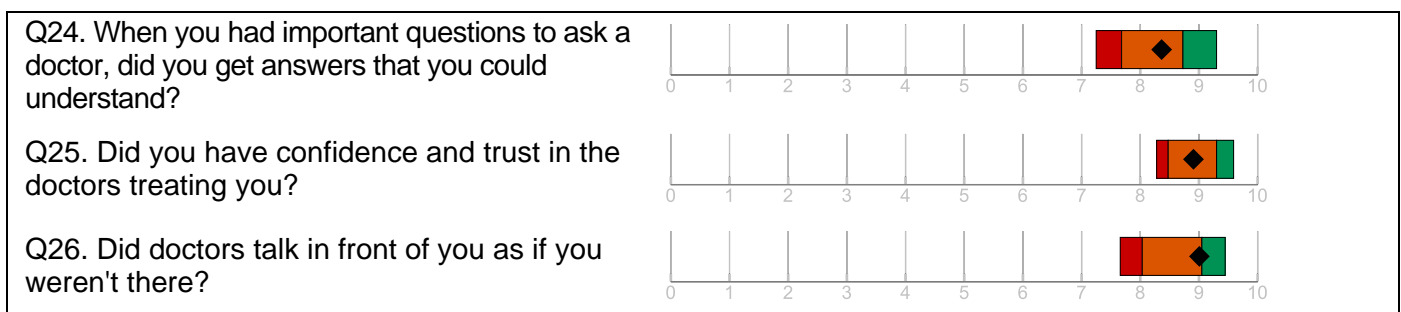 Q24. When you had important questions to ask a
doctor, did you get answers that you could
understand?
0 1 2 3 4 5 6 7 8 9 10
Q25. Did you have confidence and trust in the
doctors treating you?
0 1 2 3 4 5 6 7 8 9 10
Q26. Did doctors talk in front of you as if you
weren't there?
0 1 2 3 4 5 6 7 8 9 10